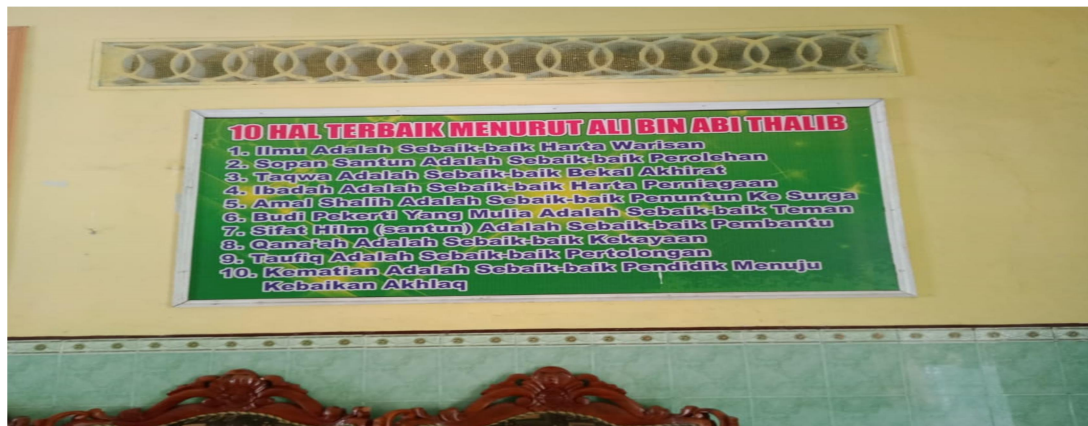 10 HAL TERBAIK MENURUT ALI BIN ABI THALIB
1. Ilmu Adalah Sebaik-baik Harta Warisan
2. Sopan Santun Adalah Sebaik-baik Perolehan
3. Taqwa Adalah Sebaik-baik Bekal Akhirat
4. Ibadah Adalah Sebaik-baik Harta Perniagaan
5. Amal Shalih Adalah Sebaik-baik Penuntun Ke Surga
6. Budi Pekerti Yang Mulia Adalah Sebaik-baik Teman
7. Sifat Hilm (santun) Adalah Sebaik-baik Pembantu
8. Qana'ah Adalah Sebaik-baik Kekayaan
9. Taufiq Adalah Sebaik-baik Pertolongan
10. Kematian Adalah Sebaik-baik Pendidik Menuju
Kebaikan Akhlaq